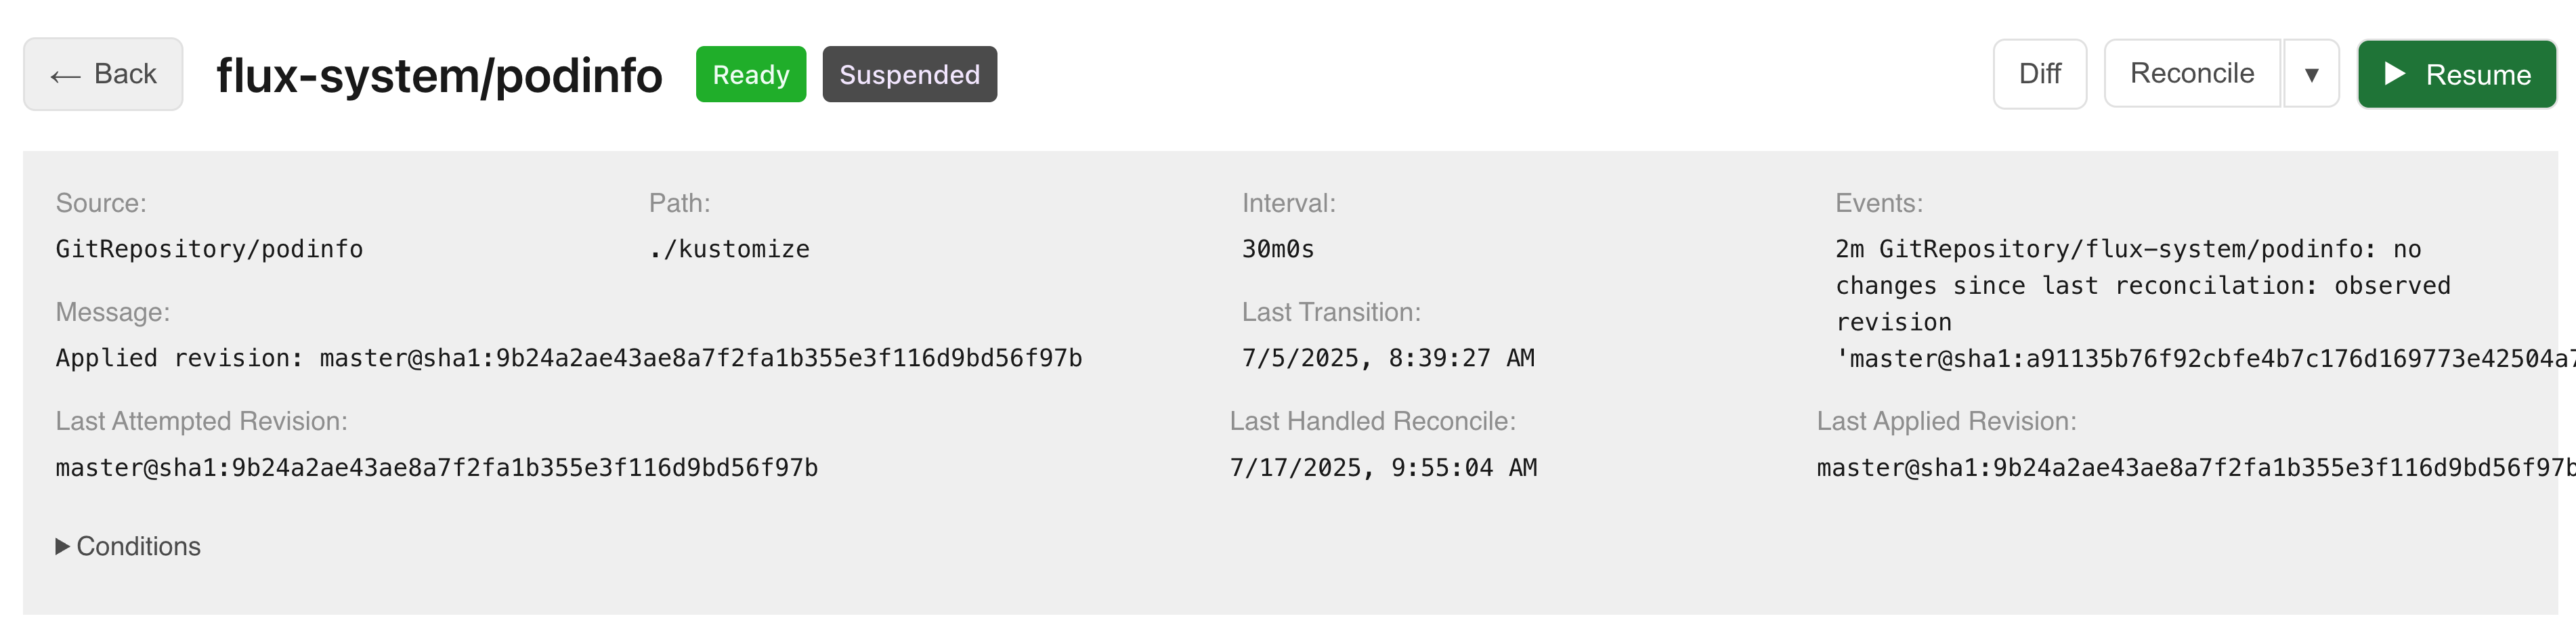 ← Back flux-system/podinfo Ready Suspended Diff Reconcile ▼ ▶ Resume
Source: Path: Interval: Events:
GitRepository/podinfo ./kustomize 30m0s 2m GitRepository/flux-system/podinfo: no
changes since last reconcilation: observed
Message: Last Transition: revision
Applied revision: master@sha1:9b24a2ae43ae8a7f2fa1b355e3f116d9bd56f97b 7/5/2025, 8:39:27 AM 'master@sha1:a91135b76f92cbfe4b7c176d169773e42504a7
Last Attempted Revision: Last Handled Reconcile: Last Applied Revision:
master@sha1:9b24a2ae43ae8a7f2fa1b355e3f116d9bd56f97b 7/17/2025, 9:55:04 AM master@sha1:9b24a2ae43ae8a7f2fa1b355e3f116d9bd56f97b
▶ Conditions